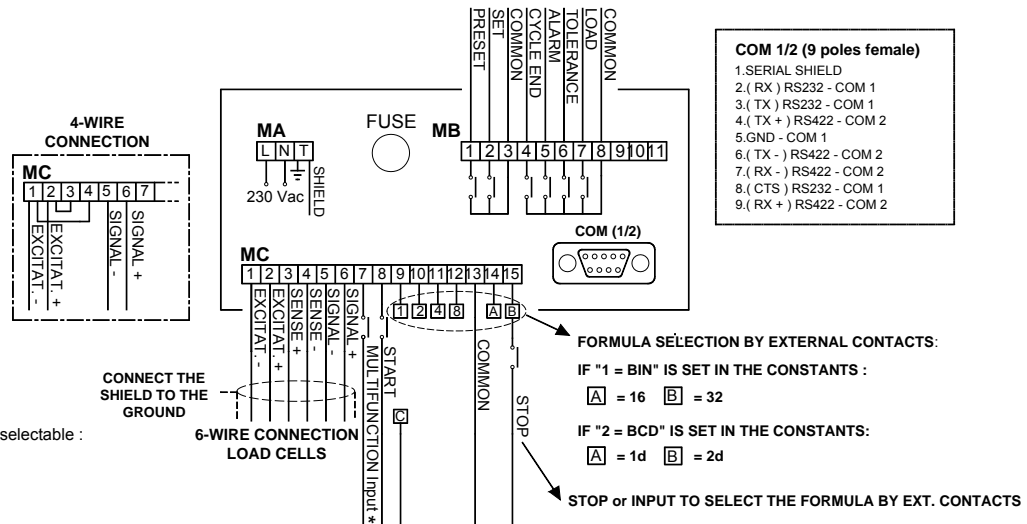 PRESET
SET
COMMON
CYCLE END
ALARM
TOLERANCE
LOAD
COMMON
COM 1/2 (9 poles female)
1.SERIAL SHIELD
2.( RX ) RS232 - COM 1
3.( TX ) RS232 - COM 1
4.( TX + ) RS422 - COM 2
5.GND - COM 1
6.( TX - ) RS422 - COM 2
7.( RX - ) RS422 - COM 2
8.( CTS ) RS232 - COM 1
9.( RX + ) RS422 - COM 2
4-WIRE
CONNECTION
MC
1 2 3 4 5 6 7
EXCITAT. -
EXCITAT. +
SIGNAL -
SIGNAL +
MA
L N T
230 Vac
SHIELD
FUSE
MB
1 2 3 4 5 6 7 8 9 10 11
COM (1/2)
MC
1 2 3 4 5 6 7 8 9 10 11 12 13 14 15
EXCITAT. -
EXCITAT. +
SENSE +
SENSE -
SIGNAL -
SIGNAL +
MULTIFUNCTION Input *
START
1 2 4 8
A B
C
COMMON
STOP
CONNECT THE
SHIELD TO THE
GROUND
selectable :
6-WIRE CONNECTION
LOAD CELLS
FORMULA SELECTION BY EXTERNAL CONTACTS:
IF "1 = BIN" IS SET IN THE CONSTANTS :
A = 16 B = 32
IF "2 = BCD" IS SET IN THE CONSTANTS:
A = 1d B = 2d
STOP or INPUT TO SELECT THE FORMULA BY EXT. CONTACTS